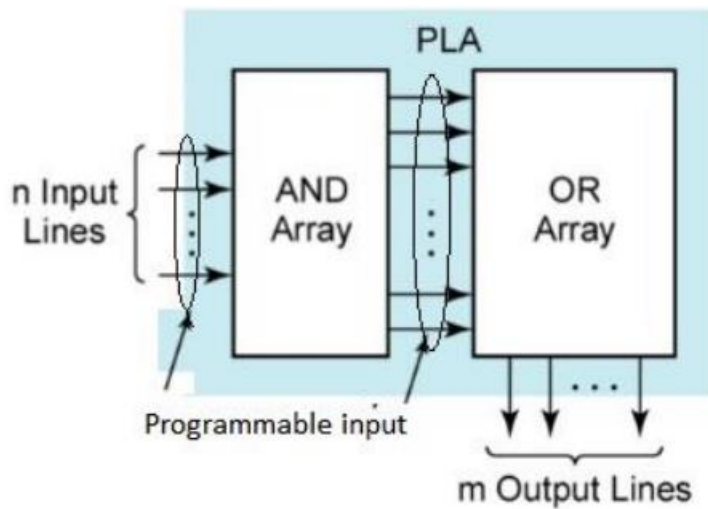 PLA
n Input
Lines
AND
Array
OR
Array
Programmable input
m Output Lines